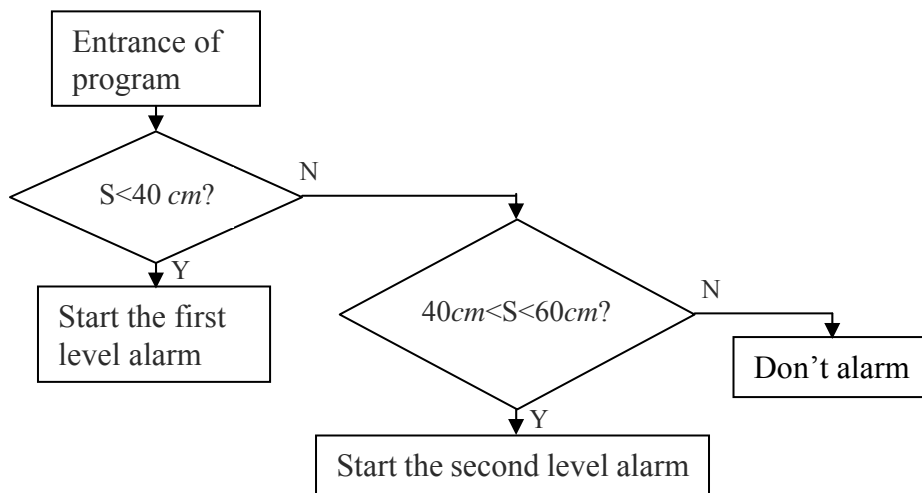 Entrance of
program
S<40 cm?
N
Y
Start the first
level alarm
40cm<S<60cm?
N
Don't alarm
Y
Start the second level alarm